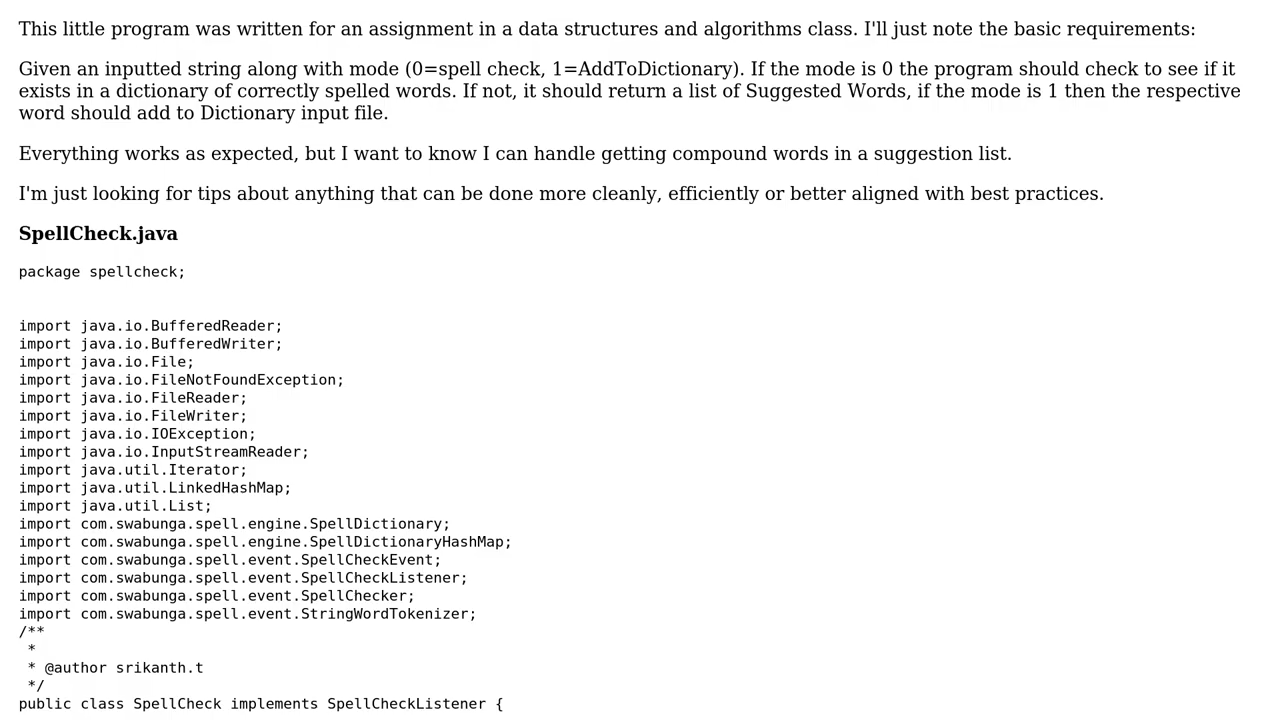 This little program was written for an assignment in a data structures and algorithms class. I'll just note the basic requirements:
Given an inputted string along with mode (0=spell check, 1=AddToDictionary). If the mode is 0 the program should check to see if it
exists in a dictionary of correctly spelled words. If not, it should return a list of Suggested Words, if the mode is 1 then the respective
word should add to Dictionary input file.
Everything works as expected, but I want to know I can handle getting compound words in a suggestion list.
I'm just looking for tips about anything that can be done more cleanly, efficiently or better aligned with best practices.
SpellCheck.java
package spellcheck;
import java.io.BufferedReader;
import java.io.BufferedWriter;
import java.io.File;
import java.io.FileNotFoundException;
import java.io.FileReader;
import java.io.FileWriter;
import java.io.IOException;
import java.io.InputStreamReader;
import java.util.Iterator;
import java.util.LinkedHashMap;
import java.util.List;
import com.swabunga.spell.engine.SpellDictionary;
import com.swabunga.spell.engine.SpellDictionaryHashMap;
import com.swabunga.spell.event.SpellCheckEvent;
import com.swabunga.spell.event.SpellCheckListener;
import com.swabunga.spell.event.SpellChecker;
import com.swabunga.spell.event.StringWordTokenizer;
/**
 *
 * @author srikanth.t
 */
public class SpellCheck implements SpellCheckListener {